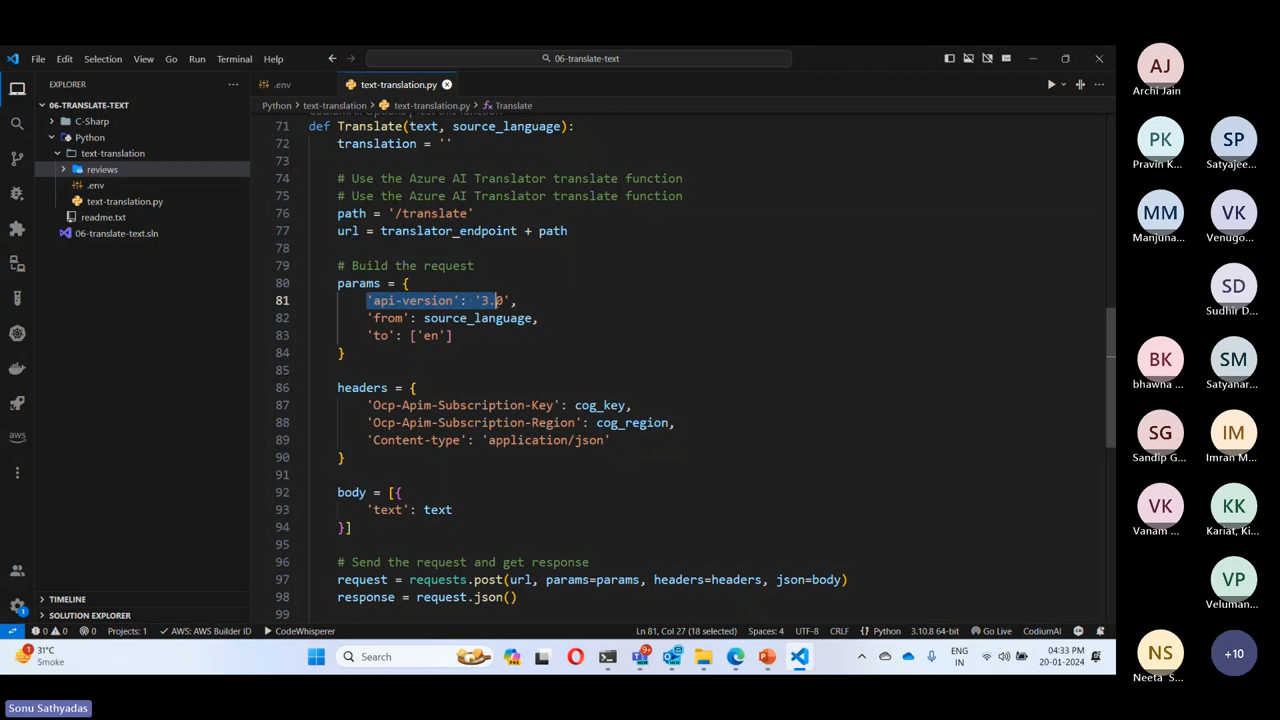 File Edit Selection View Go Run Terminal Help
06-translate-text
EXPLORER
06-TRANSLATE-TEXT
C-Sharp
Python
text-translation
reviews
.env
text-translation.py
readme.txt
06-translate-text.sln
TIMELINE
SOLUTION EXPLORER
.env
text-translation.py
Python > text-translation > text-translation.py > Translate
71 def Translate(text, source_language):
72 translation = ''
73
74 # Use the Azure AI Translator translate function
75 # Use the Azure AI Translator translate function
76 path = '/translate'
77 url = translator_endpoint + path
78
79 # Build the request
80 params = {
81 'api-version': '3.0',
82 'from': source_language,
83 'to': ['en']
84 }
85
86 headers = {
87 'Ocp-Apim-Subscription-Key': cog_key,
88 'Ocp-Apim-Subscription-Region': cog_region,
89 'Content-type': 'application/json'
90 }
91
92 body = [{
93 'text': text
94 }]
95
96 # Send the request and get response
97 request = requests.post(url, params=params, headers=headers, json=body)
98 response = request.json()
99
0 0 0 Projects: 1 AWS: AWS Builder ID CodeWhisperer
Ln 81, Col 27 (18 selected) Spaces: 4 UTF-8 CRLF Python 3.10.8 64-bit Go Live CodiumAI
aws
1
1
31°C
Smoke
Search
9+
ENG
IN
04:33 PM
20-01-2024
AJ
Archi Jain
PK
Pravin K...
SP
Satyajee...
MM
Manjuna...
VK
Venugo...
SD
Sudhir D...
BK
bhawna ...
SM
Satyanar...
SG
Sandip G...
IM
Imran M...
VK
Vanam ...
KK
Kariat, Ki...
VP
Veluman...
NS
Neeta S...
+10
Sonu Sathyadas